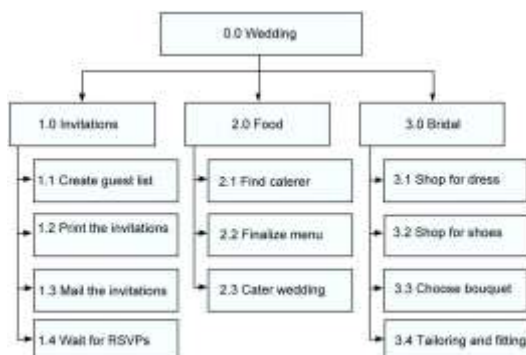 0.0 Wedding
1.0 Invitations
1.1 Create guest list
1.2 Print the invitations
1.3 Mail the invitations
1.4 Wait for RSVPs
2.0 Food
2.1 Find caterer
2.2 Finalize menu
2.3 Cater wedding
3.0 Bridal
3.1 Shop for dress
3.2 Shop for shoes
3.3 Choose bouquet
3.4 Tailoring and fitting